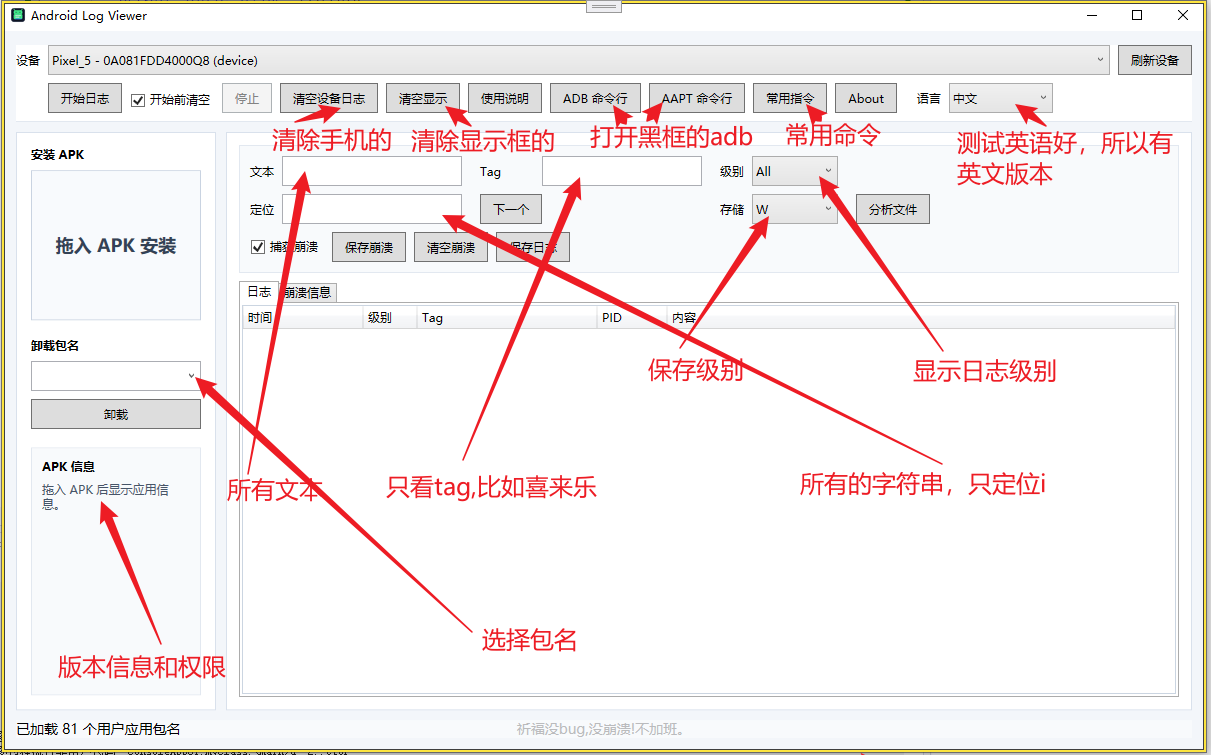 Android Log Viewer
设备
Pixel_5 - 0A081FDD4000Q8 (device)
刷新设备
开始日志
开始前清空
停止
清空设备日志
清空显示
使用说明
ADB 命令行
AAPT 命令行
常用指令
About
语言
中文
清除手机的
清除显示框的
打开黑框的adb
常用命令
测试英语好，所以有
英文版本
安装 APK
拖入 APK 安装
文本
Tag
级别
All
定位
下一个
存储
W
分析文件
捕获崩溃
保存崩溃
清空崩溃
保存日志
日志
崩溃信息
时间
级别
Tag
PID
内容
卸载包名
卸载
保存级别
显示日志级别
APK 信息
拖入 APK 后显示应用信
息。
所有文本
只看tag,比如喜来乐
所有的字符串，只定位i
选择包名
版本信息和权限
已加载 81 个用户应用包名
祈福没bug,没崩溃!不加班。